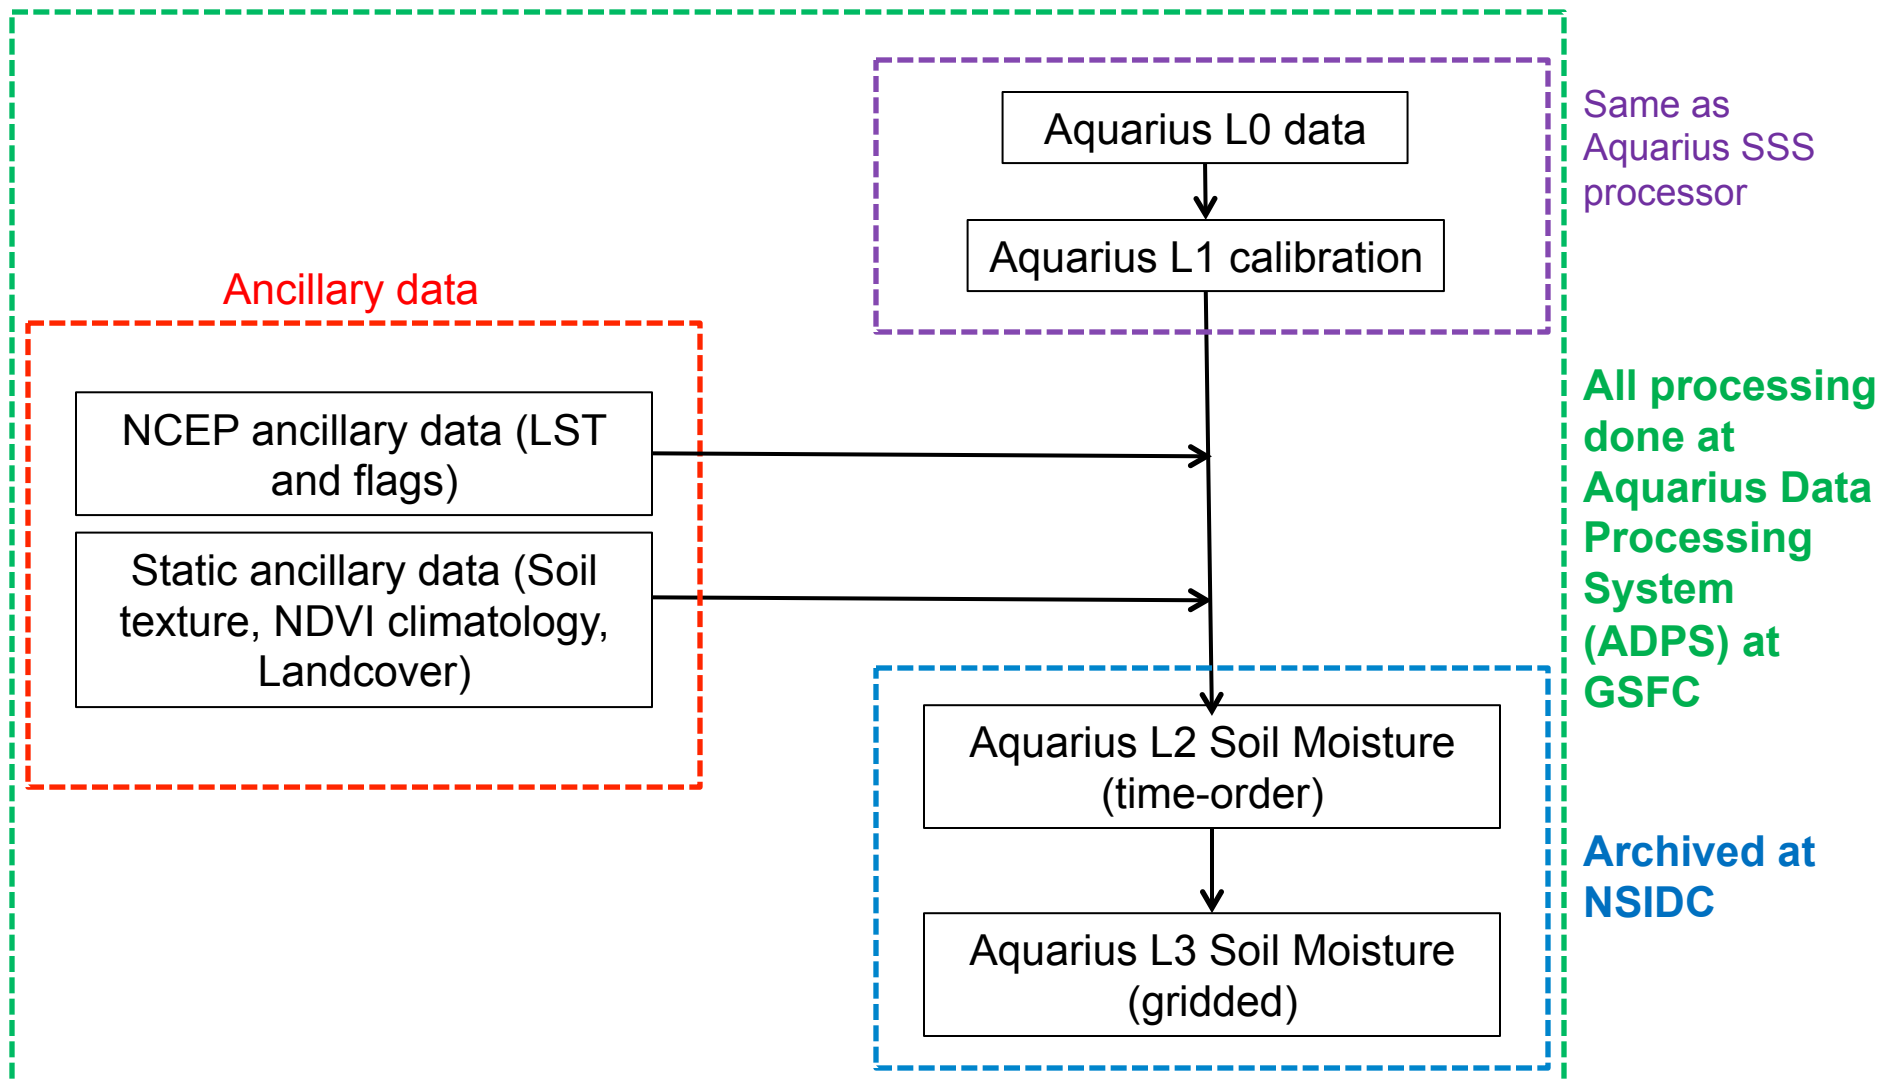 Aquarius L0 data
Aquarius L1 calibration
Same as
Aquarius SSS
processor
Ancillary data
NCEP ancillary data (LST
and flags)
Static ancillary data (Soil
texture, NDVI climatology,
Landcover)
All processing
done at
Aquarius Data
Processing
System
(ADPS) at
GSFC
Aquarius L2 Soil Moisture
(time-order)
Aquarius L3 Soil Moisture
(gridded)
Archived at
NSIDC